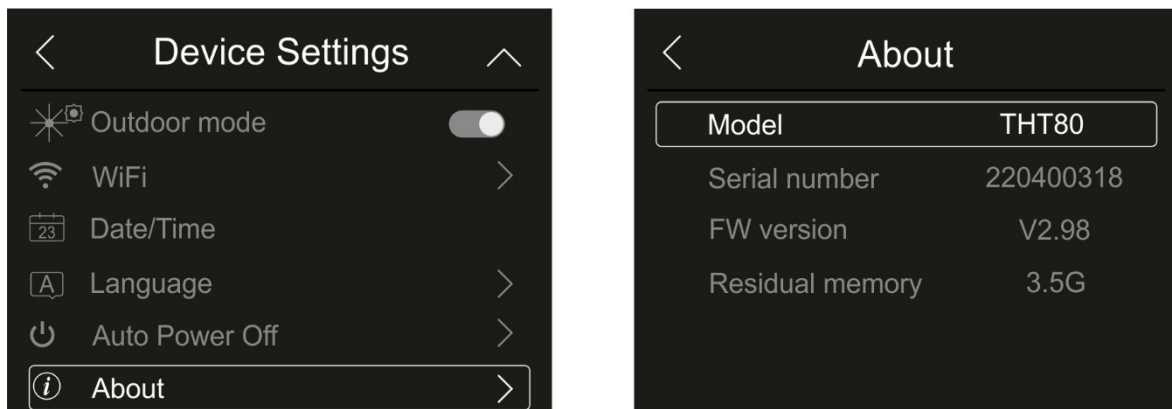 Device Settings
Outdoor mode
WiFi
23 Date/Time
A Language
Auto Power Off
i About
About
Model THT80
Serial number 220400318
FW version V2.98
Residual memory 3.5G